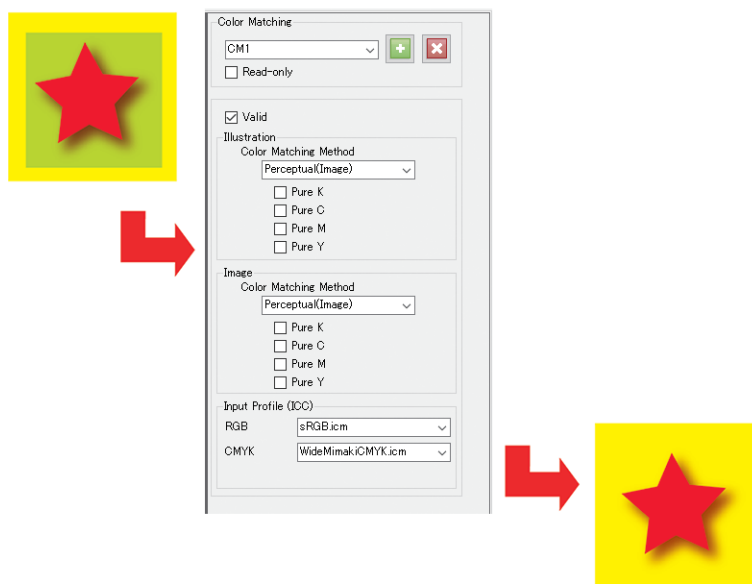 Color Matching
CM1
Read-only
Valid
Illustration
Color Matching Method
Perceptual(Image)
Pure K
Pure C
Pure M
Pure Y
Image
Color Matching Method
Perceptual(Image)
Pure K
Pure C
Pure M
Pure Y
Input Profile (ICC)
RGB sRGB.icm
CMYK WideMimakiCMYK.icm